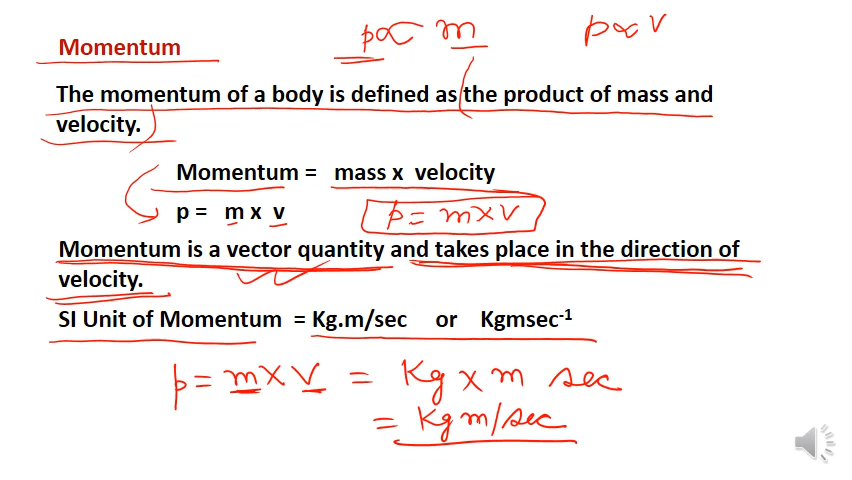 p∝ m p∝ v
Momentum
The momentum of a body is defined as the product of mass and
velocity.
Momentum = mass x velocity
p = m x v p = m x v
Momentum is a vector quantity and takes place in the direction of
velocity.
SI Unit of Momentum = Kg.m/sec or Kgmsec⁻¹
p = m x v = Kg x m sec
= Kg m/sec